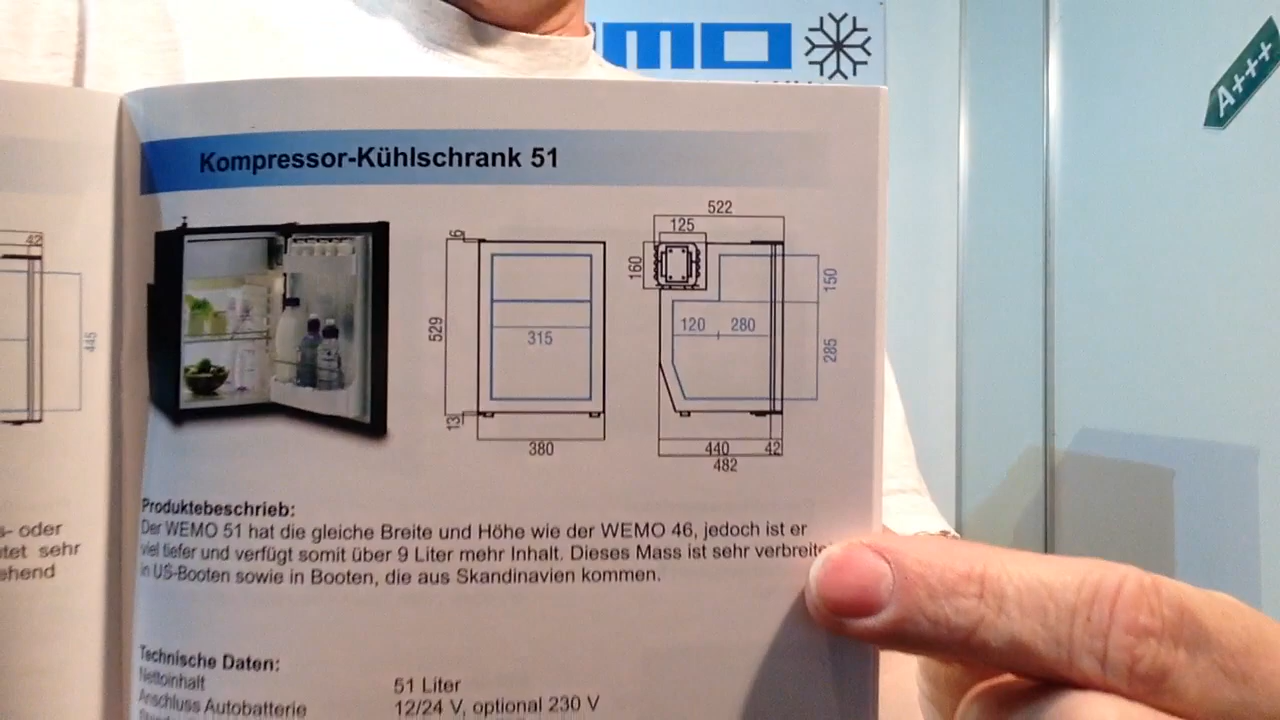 MO
A+++
Kompressor-Kühlschrank 51
42
445
6
529
13
315
380
522
125
160
150
120 280
285
440 42
482
s- oder
tet sehr
ehend
Produktebeschrieb:
Der WEMO 51 hat die gleiche Breite und Höhe wie der WEMO 46, jedoch ist er
viel tiefer und verfügt somit über 9 Liter mehr Inhalt. Dieses Mass ist sehr verbreite
in US-Booten sowie in Booten, die aus Skandinavien kommen.
Technische Daten:
Nettoinhalt 51 Liter
Anschluss Autobatterie 12/24 V, optional 230 V